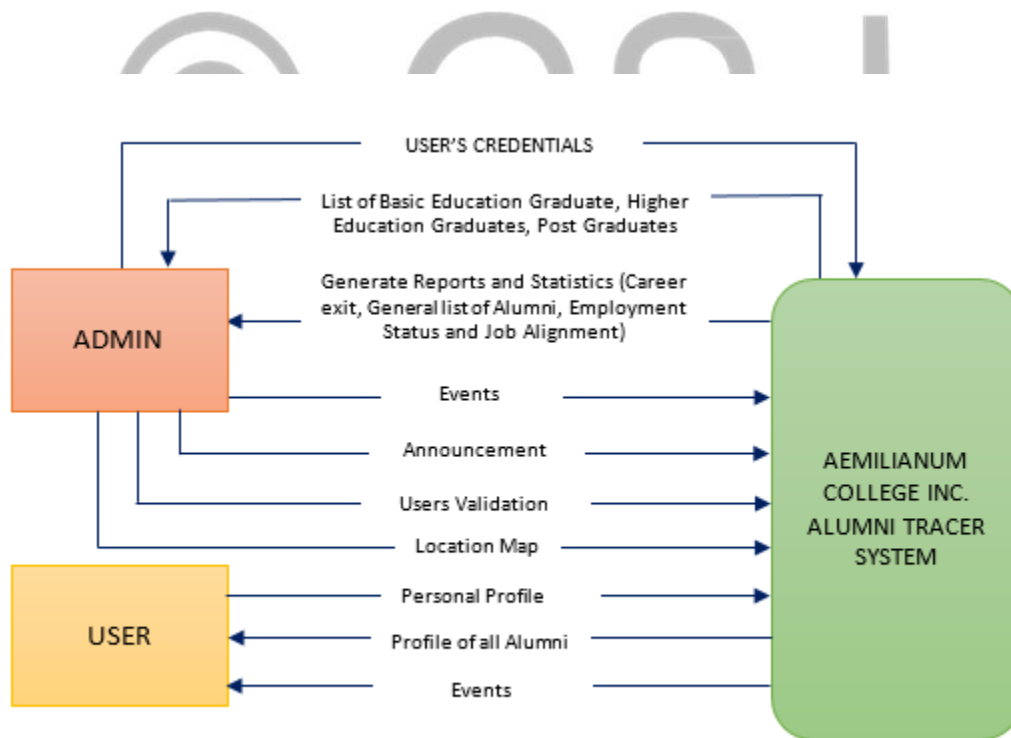 USER'S CREDENTIALS
List of Basic Education Graduate, Higher
Education Graduates, Post Graduates
Generate Reports and Statistics (Career
exit, General list of Alumni, Employment
Status and Job Alignment)
ADMIN
Events
Announcement
Users Validation
Location Map
AEMILIANUM
COLLEGE INC.
ALUMNI TRACER
SYSTEM
USER
Personal Profile
Profile of all Alumni
Events